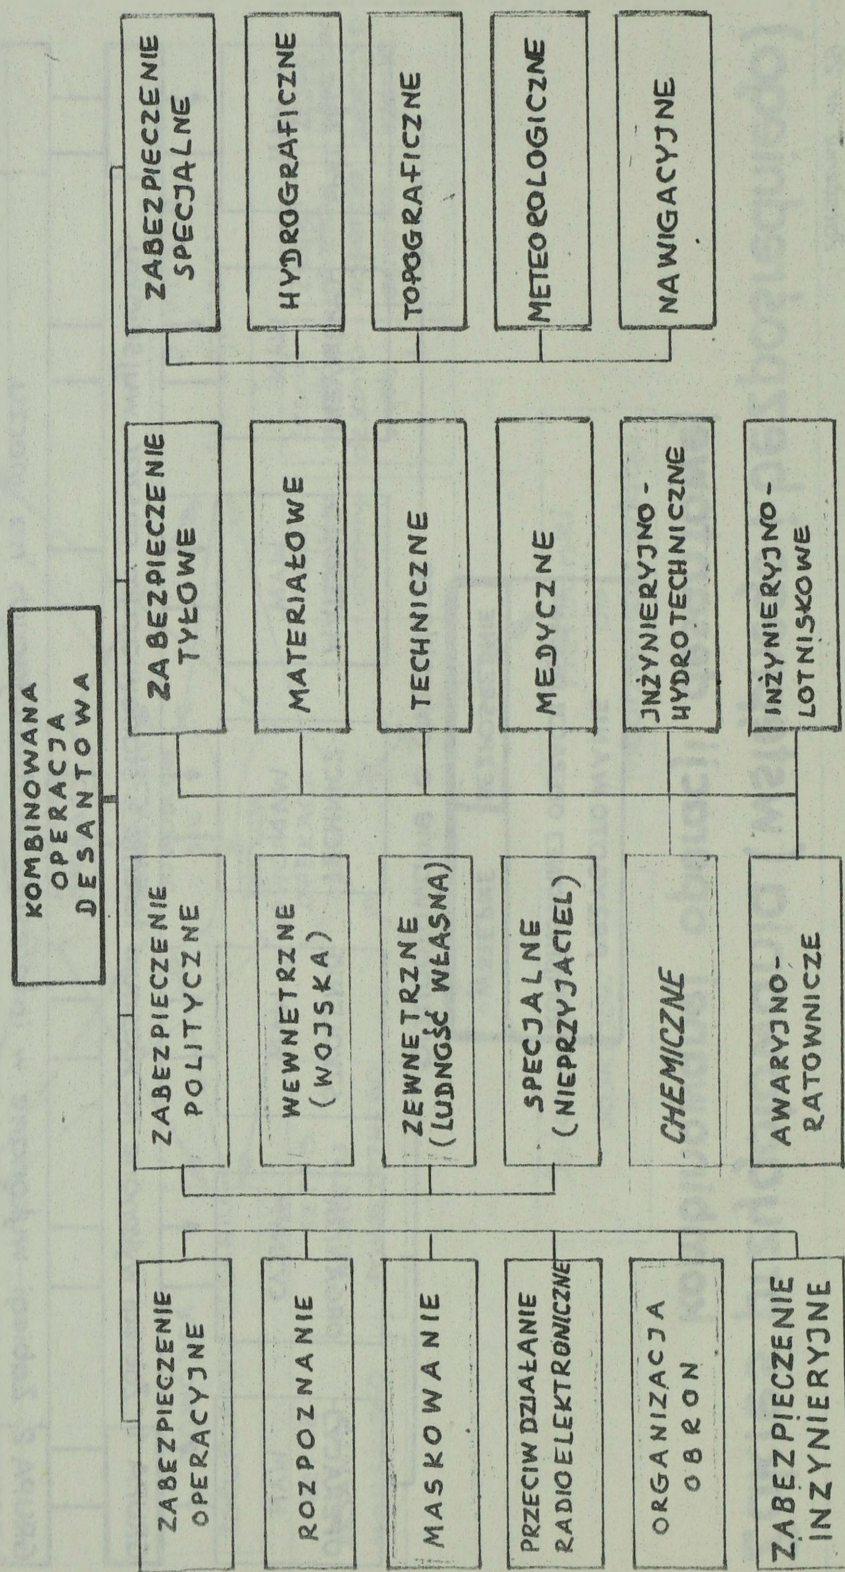 KOMBINOWANA
OPERACJA
DESANTOWA
ZABEZPIECZENIE
OPERACYJNE
ROZPOZNANIE
MASKOWANIE
PRZECIWDZIAŁANIE
RADIOELEKTRONICZNE
ORGANIZACJA
OBRON
ZABEZPIECZENIE
INZYNIERYJNE
ZABEZPIECZENIE
POLITYCZNE
WEWNETRZNE
(WOJSKA)
ZEWNETRZNE
(LUDNOŚĆ WŁASNA)
SPECJALNE
(NIEPRZYJACIEL)
CHEMICZNE
AWARYJNO-
RATOWNICZE
ZABEZPIECZENIE
TYŁOWE
MATERIAŁOWE
TECHNICZNE
MEDYCZNE
INŻYNIERYJNO-
HYDROTECHNICZNE
INŻYNIERYJNO-
LOTNISKOWE
ZABEZPIECZENIE
SPECJALNE
HYDROGRAFICZNE
TOPOGRAFICZNE
METEOROLOGICZNE
NAWIGACYJNE